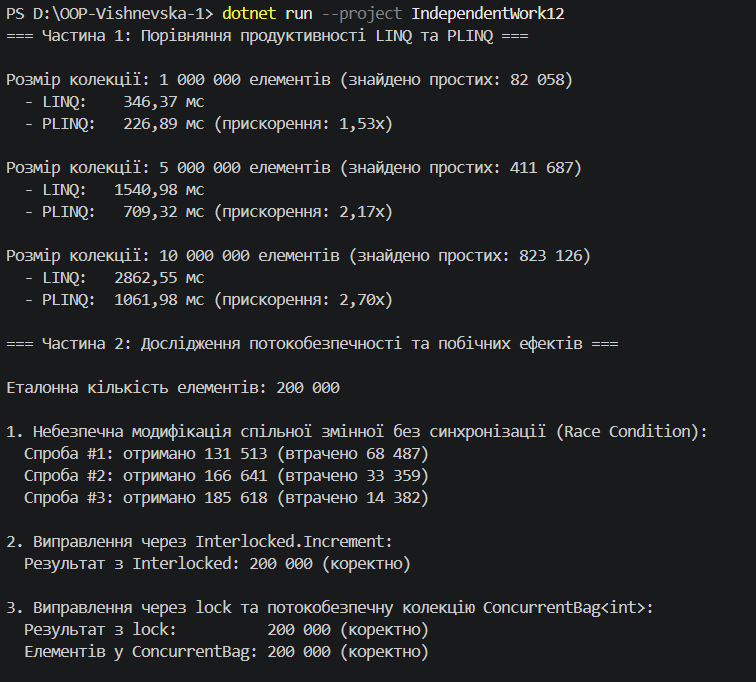 PS D:\OOP-Vishnevska-1> dotnet run --project IndependentWork12
=== Частина 1: Порівняння продуктивності LINQ та PLINQ ===
Розмір колекції: 1 000 000 елементів (знайдено простих: 82 058)
- LINQ: 346,37 мс
- PLINQ: 226,89 мс (прискорення: 1,53x)
Розмір колекції: 5 000 000 елементів (знайдено простих: 411 687)
- LINQ: 1540,98 мс
- PLINQ: 709,32 мс (прискорення: 2,17x)
Розмір колекції: 10 000 000 елементів (знайдено простих: 823 126)
- LINQ: 2862,55 мс
- PLINQ: 1061,98 мс (прискорення: 2,70x)
=== Частина 2: Дослідження потокобезпечності та побічних ефектів ===
Еталонна кількість елементів: 200 000
1. Небезпечна модифікація спільної змінної без синхронізації (Race Condition):
Спроба #1: отримано 131 513 (втрачено 68 487)
Спроба #2: отримано 166 641 (втрачено 33 359)
Спроба #3: отримано 185 618 (втрачено 14 382)
2. Виправлення через Interlocked.Increment:
Результат з Interlocked: 200 000 (коректно)
3. Виправлення через lock та потокобезпечну колекцію ConcurrentBag<int>:
Результат з lock: 200 000 (коректно)
Елементів у ConcurrentBag: 200 000 (коректно)